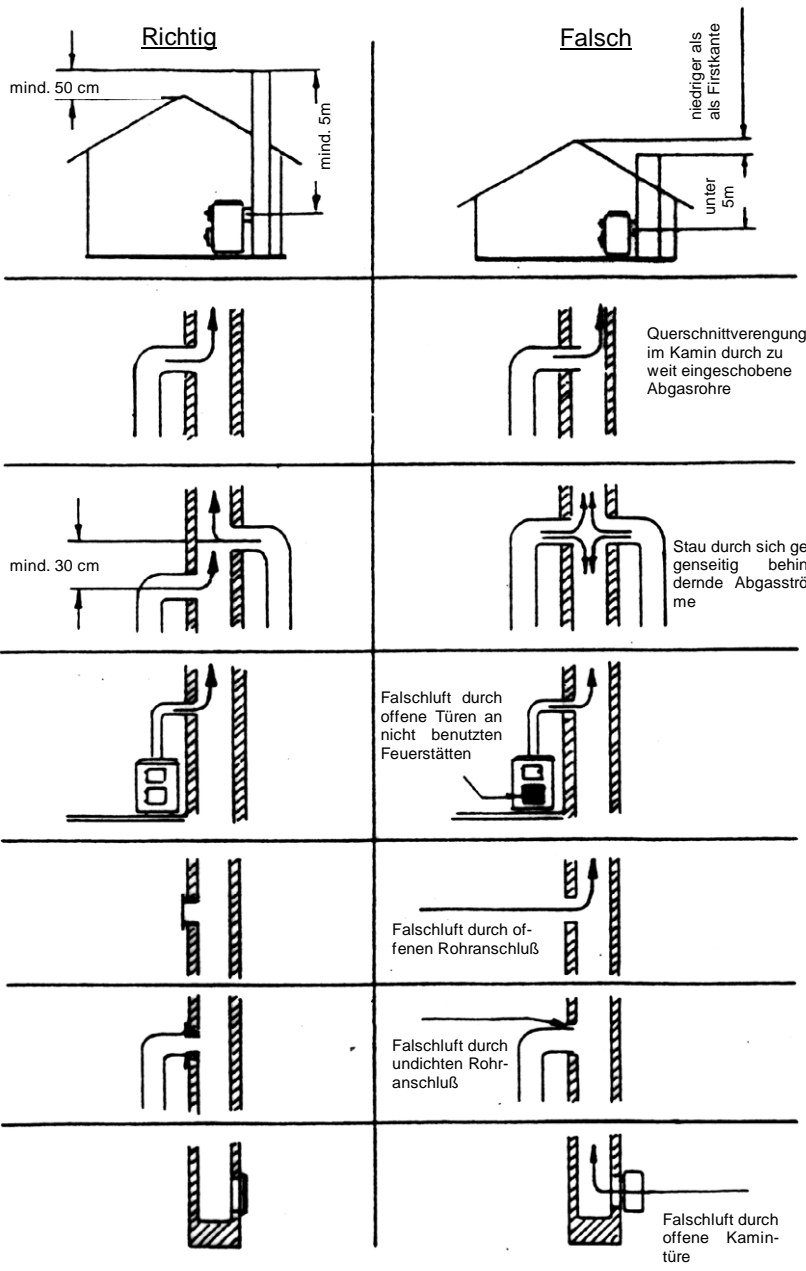 Richtig
Falsch
mind. 50 cm
mind. 5m
niedriger als
als Firstkante
unter
5m
Querschnittverengung
im Kamin durch zu
weit eingeschobene
Abgasrohre
mind. 30 cm
Stau durch sich ge
genseitig behin
dernde Abgasströ
me
Falschluft durch
offene Türen an
nicht benutzten
Feuerstätten
Falschluft durch of-
fenen Rohranschluß
Falschluft durch
undichten Rohr-
anschluß
Falschluft durch
offene Kamin-
türe